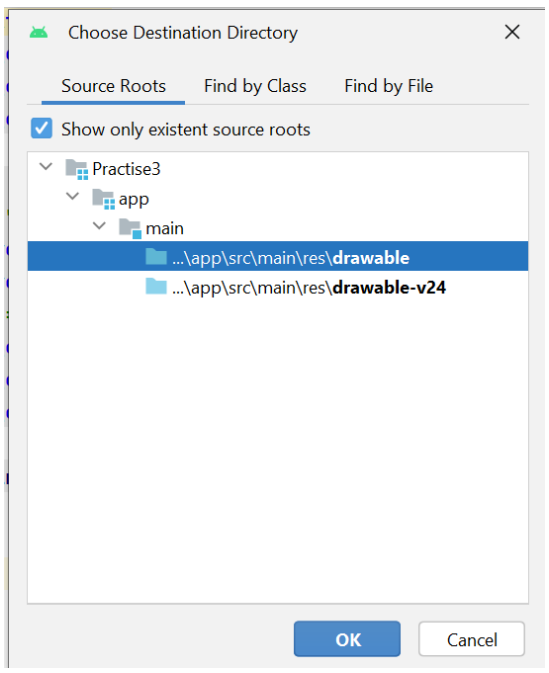 Choose Destination Directory
Source Roots Find by Class Find by File
Show only existent source roots
Practise3
app
main
...\app\src\main\res\drawable
...\app\src\main\res\drawable-v24
OK Cancel